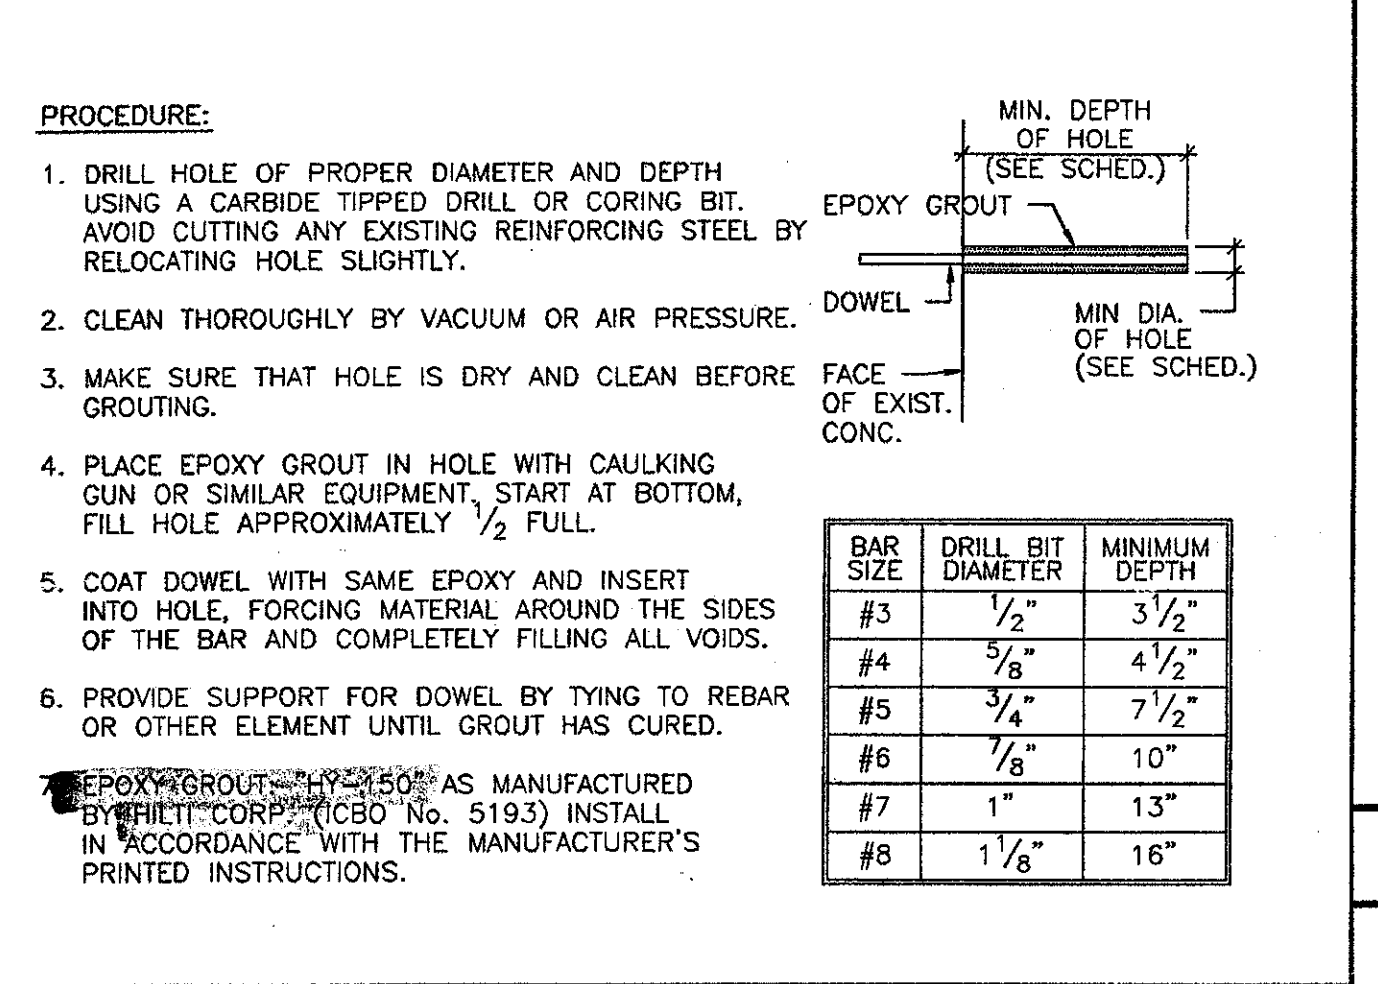 PROCEDURE:
1. DRILL HOLE OF PROPER DIAMETER AND DEPTH
USING A CARBIDE TIPPED DRILL OR CORING BIT.
AVOID CUTTING ANY EXISTING REINFORCING STEEL BY
RELOCATING HOLE SLIGHTLY.
2. CLEAN THOROUGHLY BY VACUUM OR AIR PRESSURE.
3. MAKE SURE THAT HOLE IS DRY AND CLEAN BEFORE
GROUTING.
4. PLACE EPOXY GROUT IN HOLE WITH CAULKING
GUN OR SIMILAR EQUIPMENT. START AT BOTTOM,
FILL HOLE APPROXIMATELY 1/2 FULL.
5. COAT DOWEL WITH SAME EPOXY AND INSERT
INTO HOLE, FORCING MATERIAL AROUND THE SIDES
OF THE BAR AND COMPLETELY FILLING ALL VOIDS.
6. PROVIDE SUPPORT FOR DOWEL BY TYING TO REBAR
OR OTHER ELEMENT UNTIL GROUT HAS CURED.
7. EPOXY GROUT: "HY-150" AS MANUFACTURED
BY HILTI CORP. (ICBO No. 5193) INSTALL
IN ACCORDANCE WITH THE MANUFACTURER'S
PRINTED INSTRUCTIONS.
MIN. DEPTH
OF HOLE
(SEE SCHED.)
EPOXY GROUT
DOWEL
MIN DIA.
OF HOLE
(SEE SCHED.)
FACE
OF EXIST.
CONC.
BAR SIZE DRILL BIT DIAMETER MINIMUM DEPTH
#3 1/2" 3 1/2"
#4 5/8" 4 1/2"
#5 3/4" 7 1/2"
#6 7/8" 10"
#7 1" 13"
#8 1 1/8" 16"